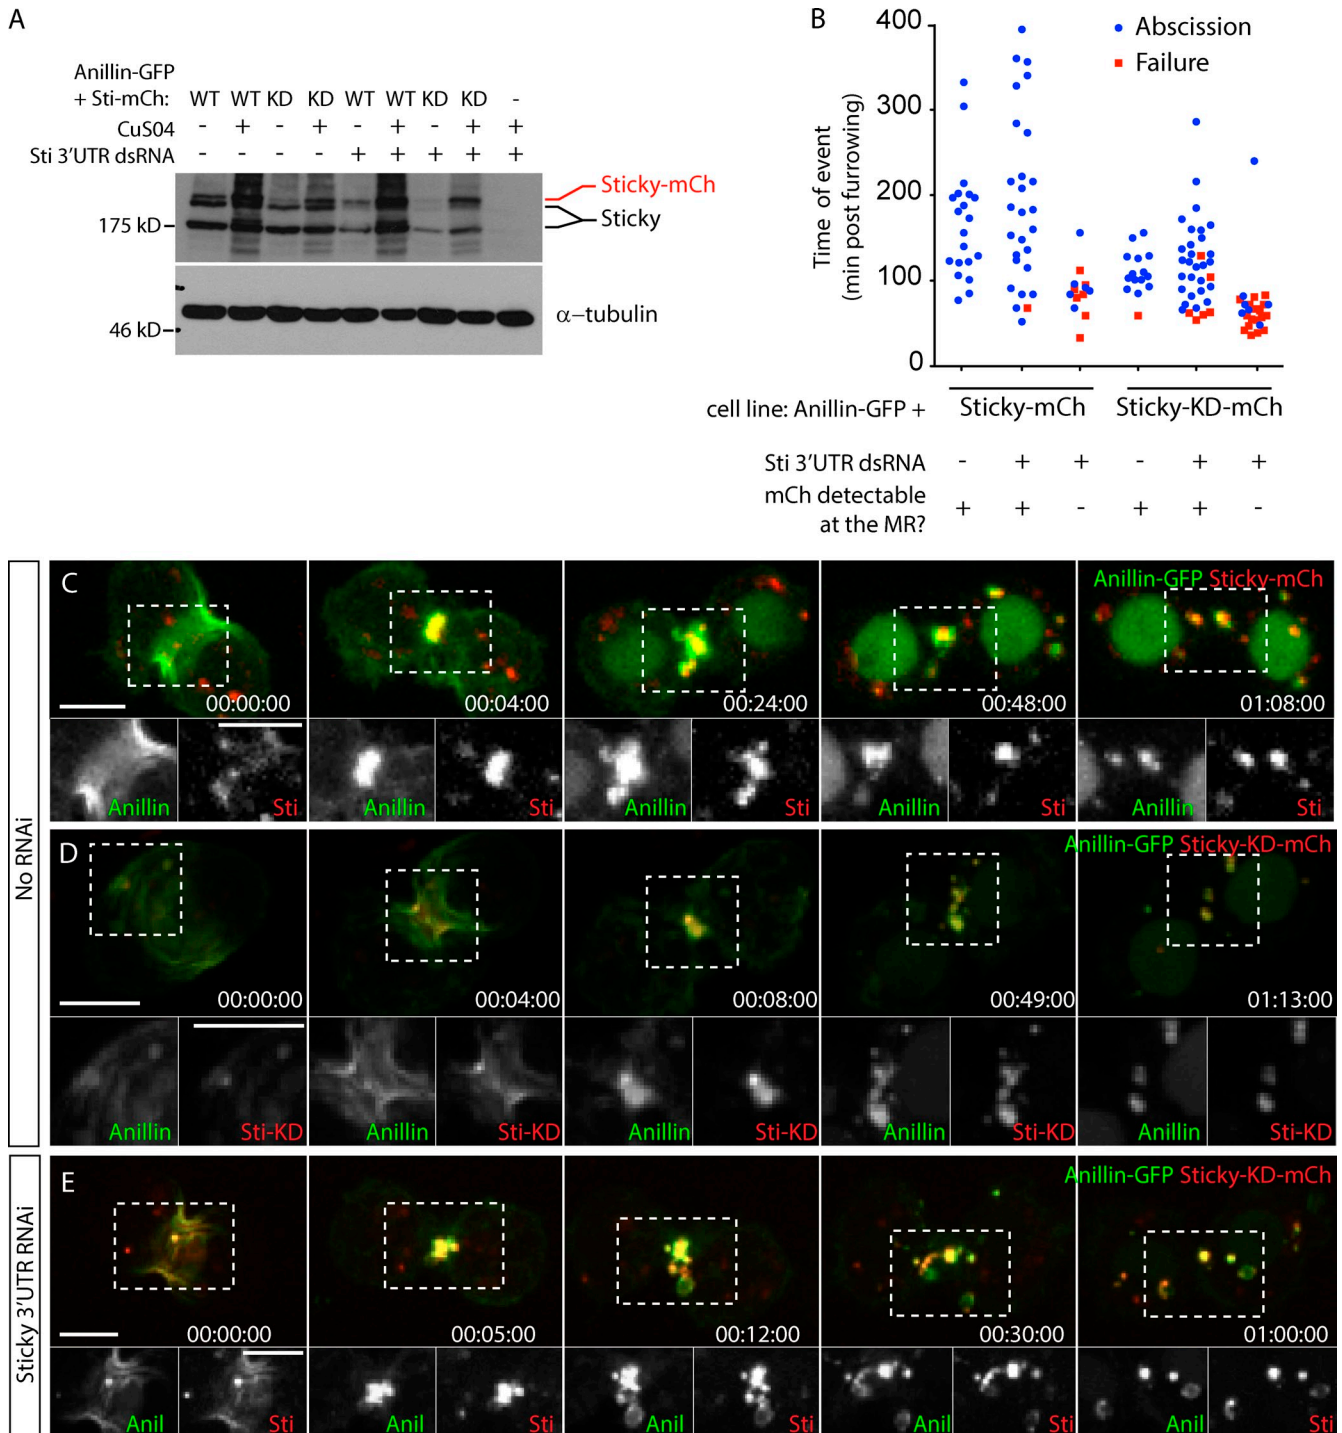 A
Anillin-GFP
+ Sti-mCh: WT WT KD KD WT WT KD KD -
CuS04 - + - + - + - + +
Sti 3'UTR dsRNA - - - - + + + + +
Sticky-mCh
Sticky
175 kD
α-tubulin
46 kD
B
400
300
200
100
0
Time of event
(min post furrowing)
Abscission
Failure
cell line: Anillin-GFP + Sticky-mCh Sticky-KD-mCh
Sti 3'UTR dsRNA - + + - + +
mCh detectable
at the MR? + + - + + -
No RNAi
C
Anillin-GFP Sticky-mCh
00:00:00 00:04:00 00:24:00 00:48:00 01:08:00
Anillin Sti Anillin Sti Anillin Sti Anillin Sti Anillin Sti
D
Anillin-GFP Sticky-KD-mCh
00:00:00 00:04:00 00:08:00 00:49:00 01:13:00
Anillin Sti-KD Anillin Sti-KD Anillin Sti-KD Anillin Sti-KD Anillin Sti-KD
Sticky 3'UTR RNAi
E
Anillin-GFP Sticky-KD-mCh
00:00:00 00:05:00 00:12:00 00:30:00 01:00:00
Anil Sti Anil Sti Anil Sti Anil Sti Anil Sti